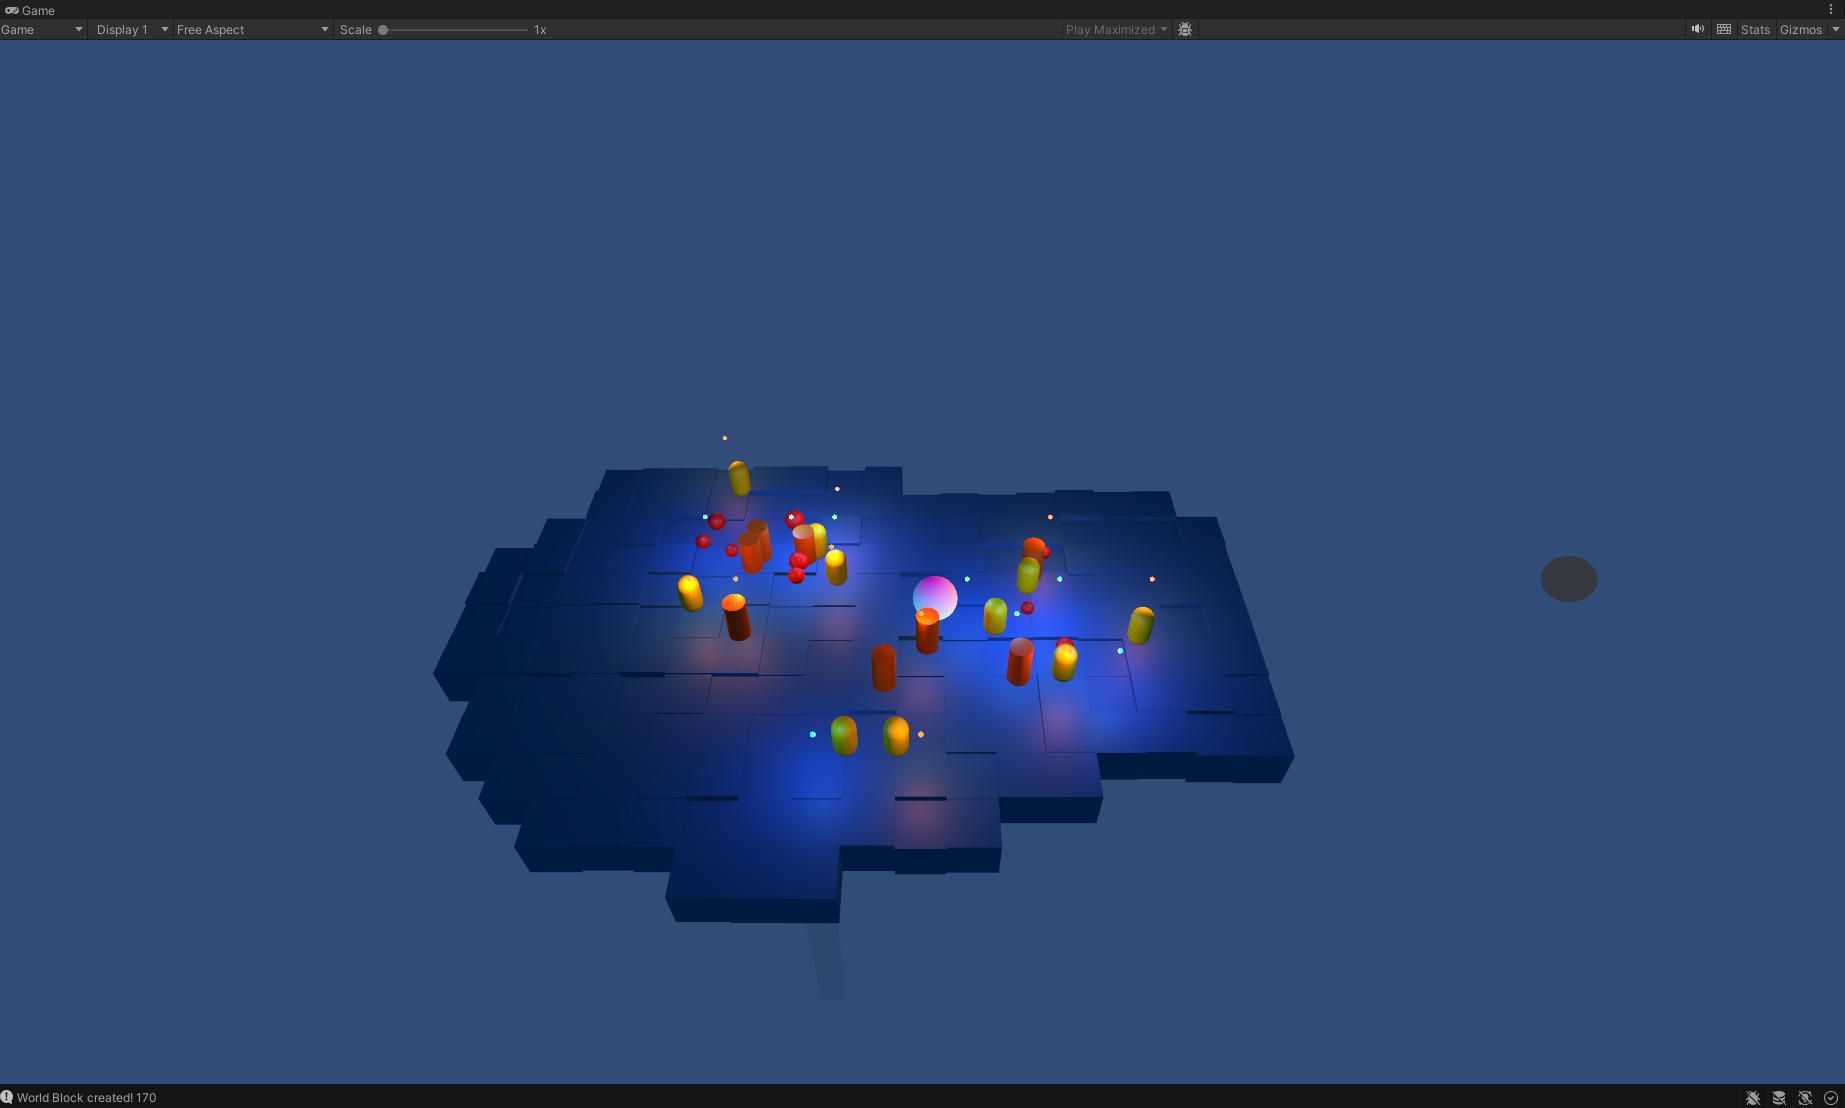 Game
Game Display 1 Free Aspect Scale 1x Play Maximized Stats Gizmos
World Block created! 170